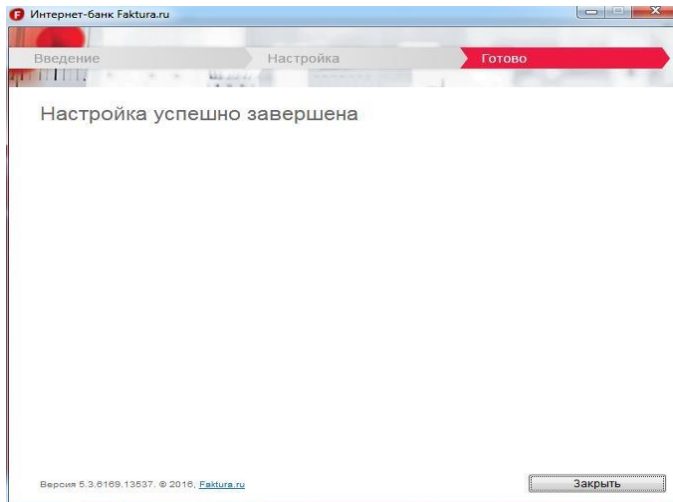 Интернет-банк Faktura.ru
Введение Настройка Готово
Настройка успешно завершена
Версия 5.3.6169.13537. © 2016, Faktura.ru
Закрыть